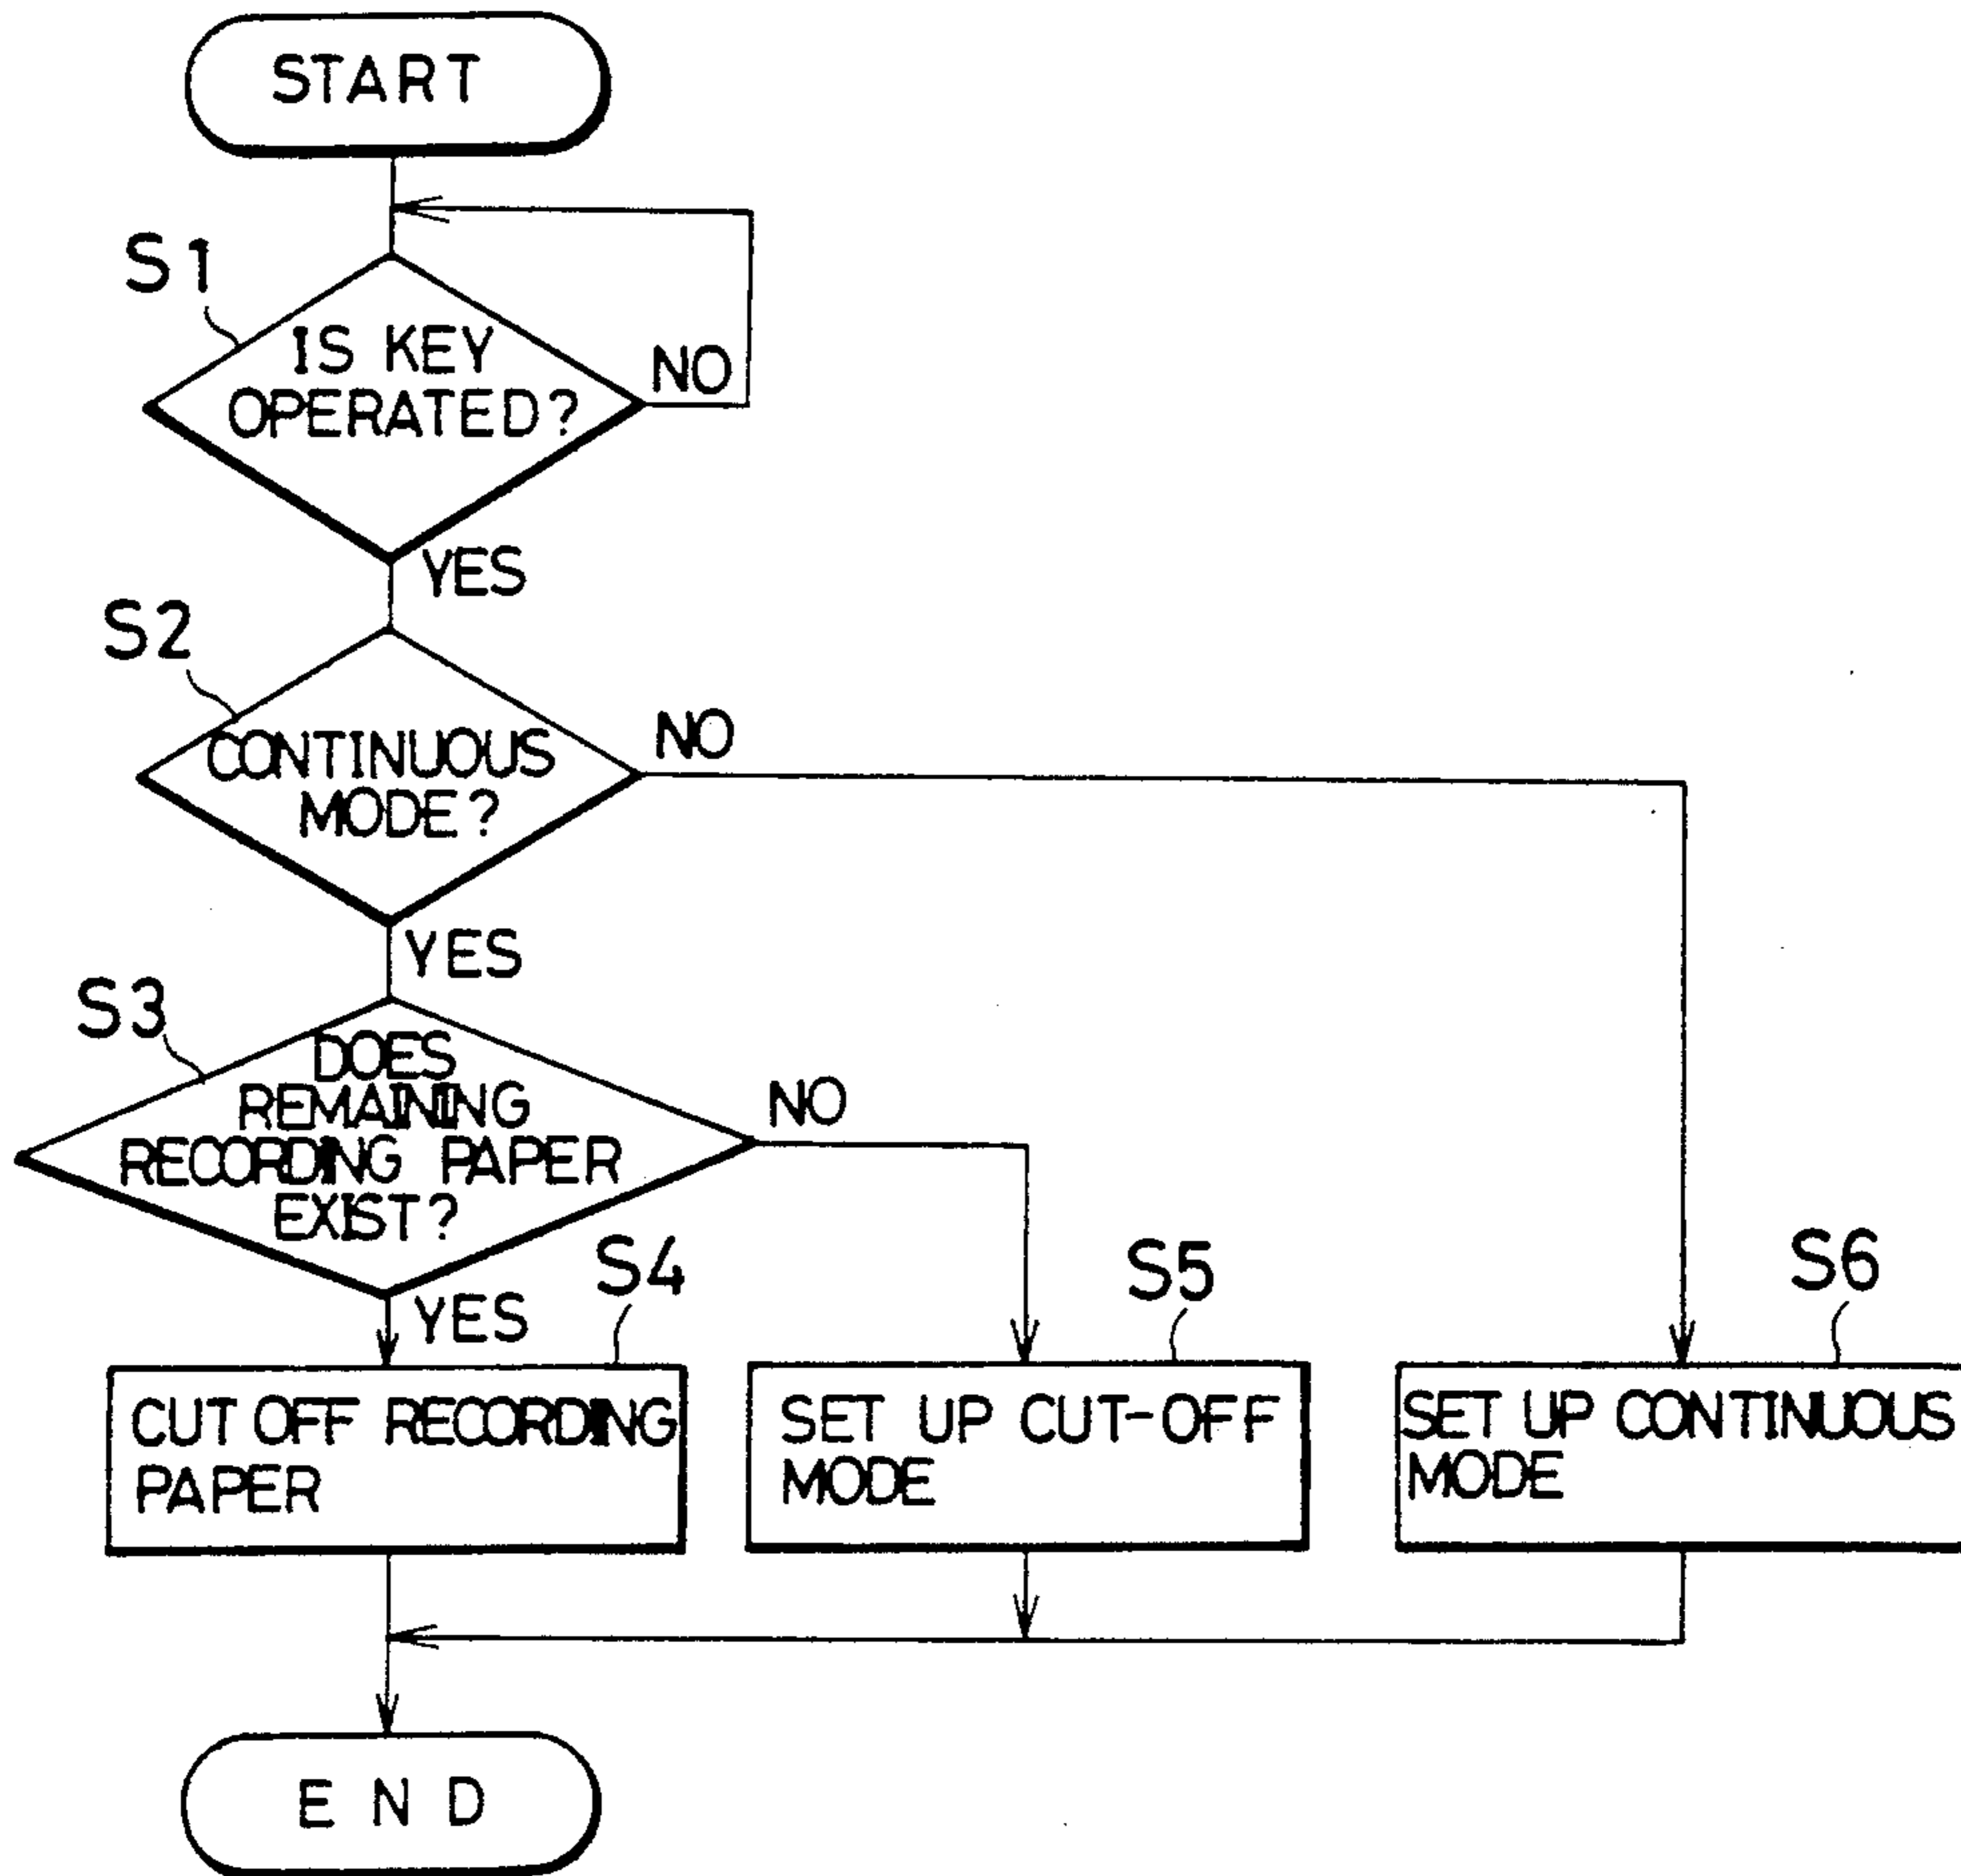 START
S1
IS KEY
OPERATED?
NO
YES
S2
CONTINUOUS
MODE?
NO
YES
S3
DOES
REMAINING
RECORDING PAPER
EXIST?
NO
YES
S4
CUT OFF RECORDING
PAPER
S5
SET UP CUT-OFF
MODE
S6
SET UP CONTINUOUS
MODE
END